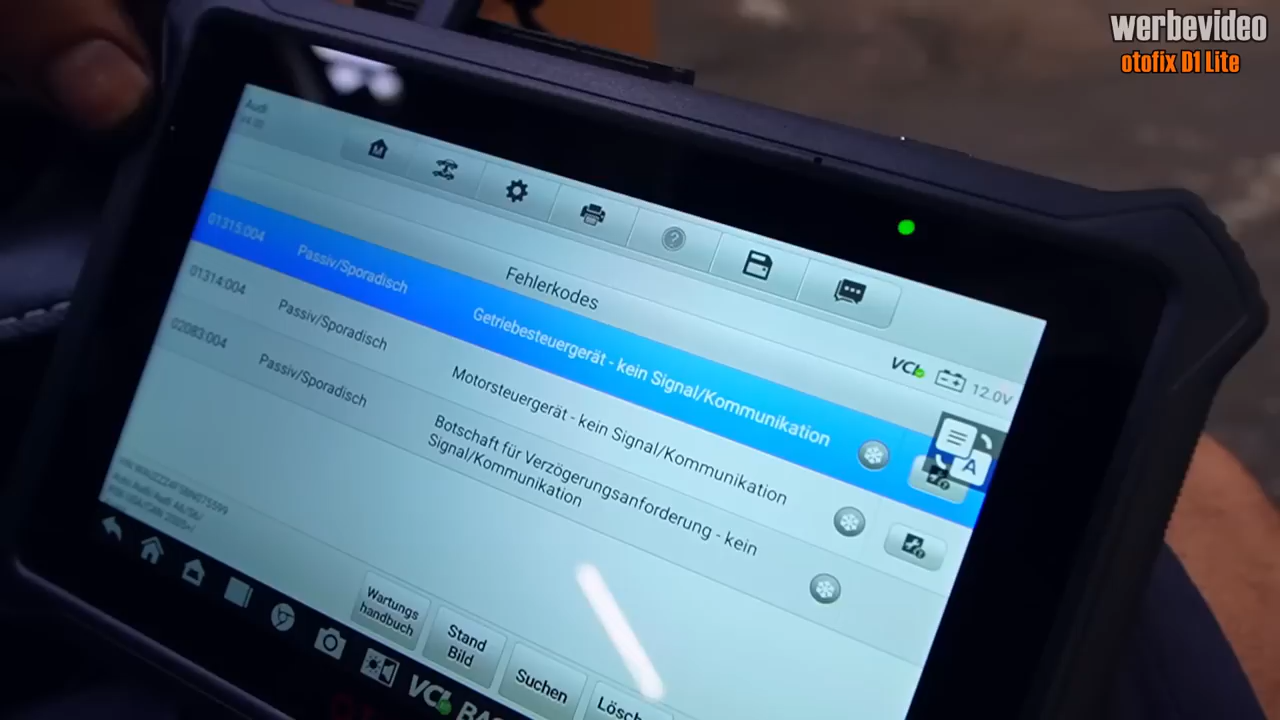 werbevideo
otofix D1 Lite
Audi
Fehlerkodes
VCI
12.0V
01315:004 Passiv/Sporadisch Getriebesteuergerät - kein Signal/Kommunikation
01314:004 Passiv/Sporadisch Motorsteuergerät - kein Signal/Kommunikation
02083:004 Passiv/Sporadisch Botschaft für Verzögerungsanforderung - kein
Signal/Kommunikation
A
Wartungs
handbuch
Stand
Bild
Suchen
Lösch
VCI